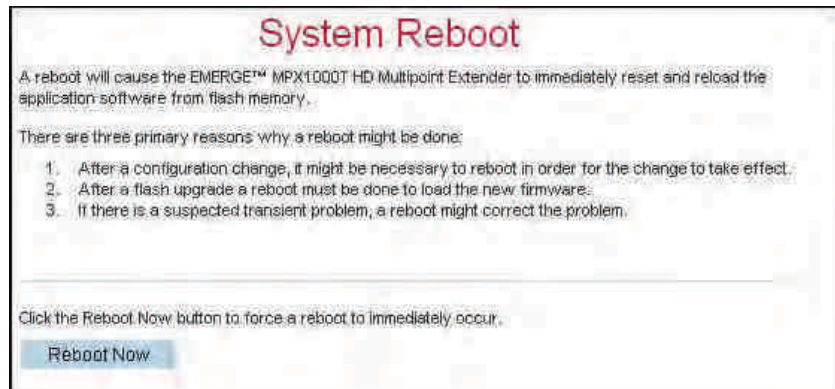 System Reboot
A reboot will cause the EMERGE™ MPX1000T HD Multipoint Extender to immediately reset and reload the
application software from flash memory.
There are three primary reasons why a reboot might be done:
1. After a configuration change, it might be necessary to reboot in order for the change to take effect.
2. After a flash upgrade a reboot must be done to load the new firmware.
3. If there is a suspected transient problem, a reboot might correct the problem.
Click the Reboot Now button to force a reboot to immediately occur.
Reboot Now